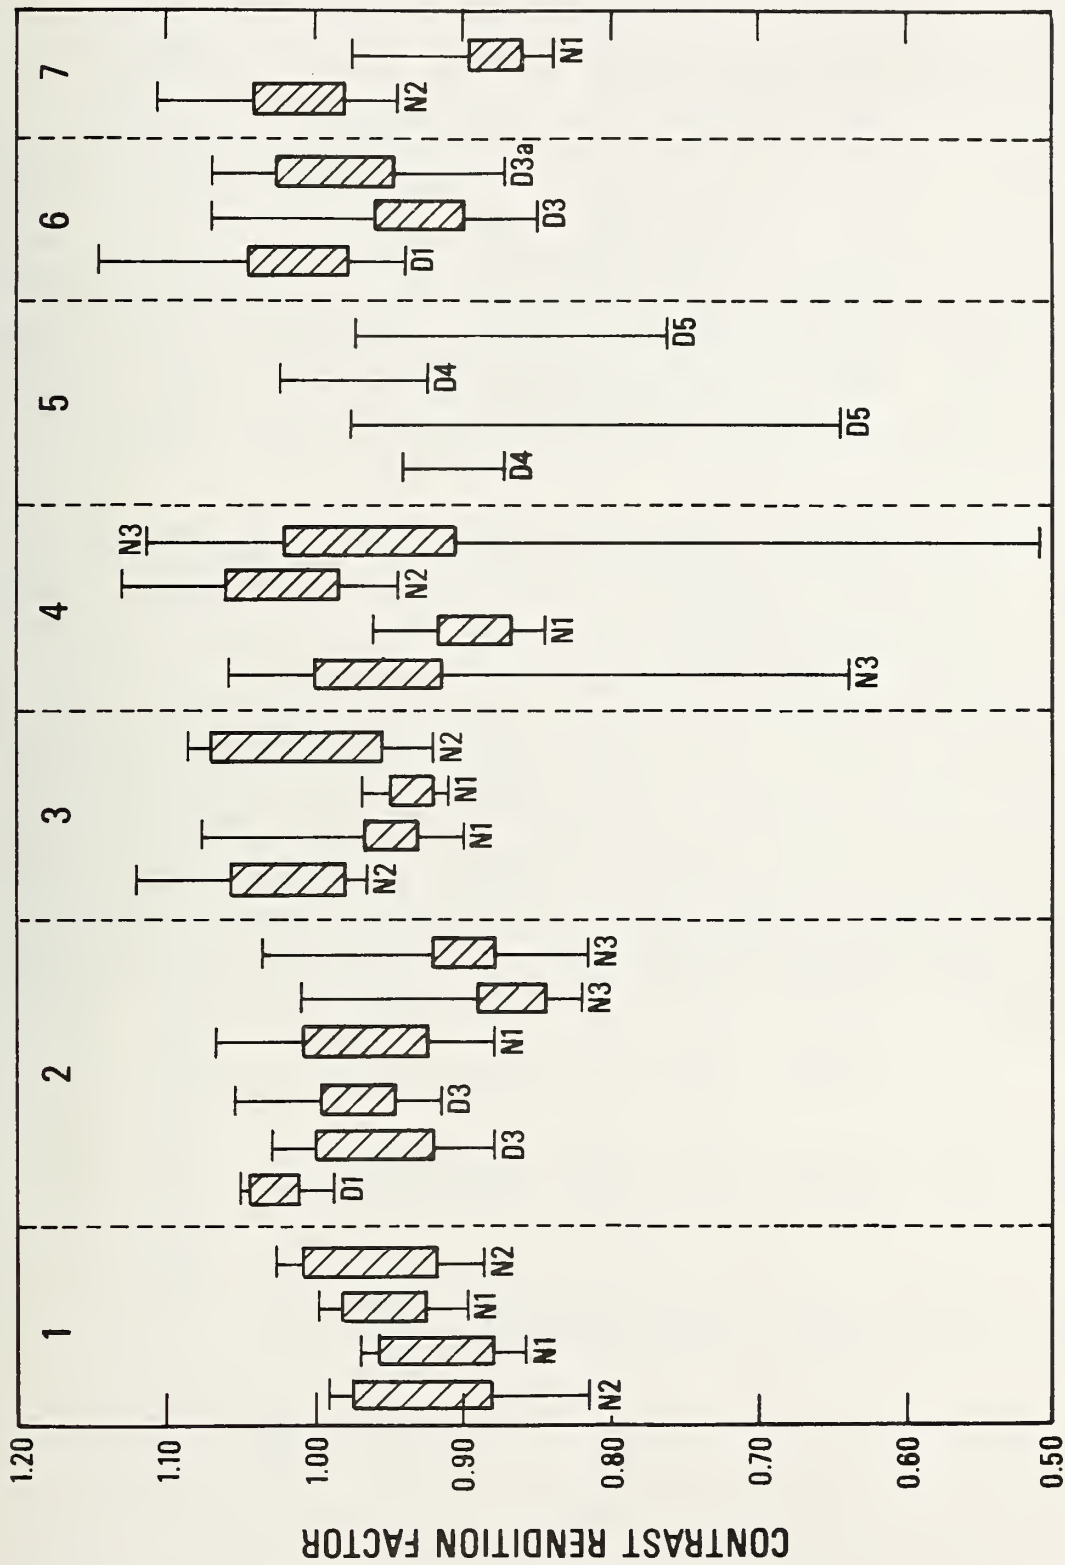 CONTRAST RENDITION FACTOR
1.20
1.10
1.00
0.90
0.80
0.70
0.60
0.50
1
2
3
4
5
6
7
N2
N1
N1
N2
D1
D3
D3
N1
N3
N3
N2
N1
N1
N2
N3
N1
N2
N3
D4
D5
D4
D5
D1
D3
D3a
N2
N1